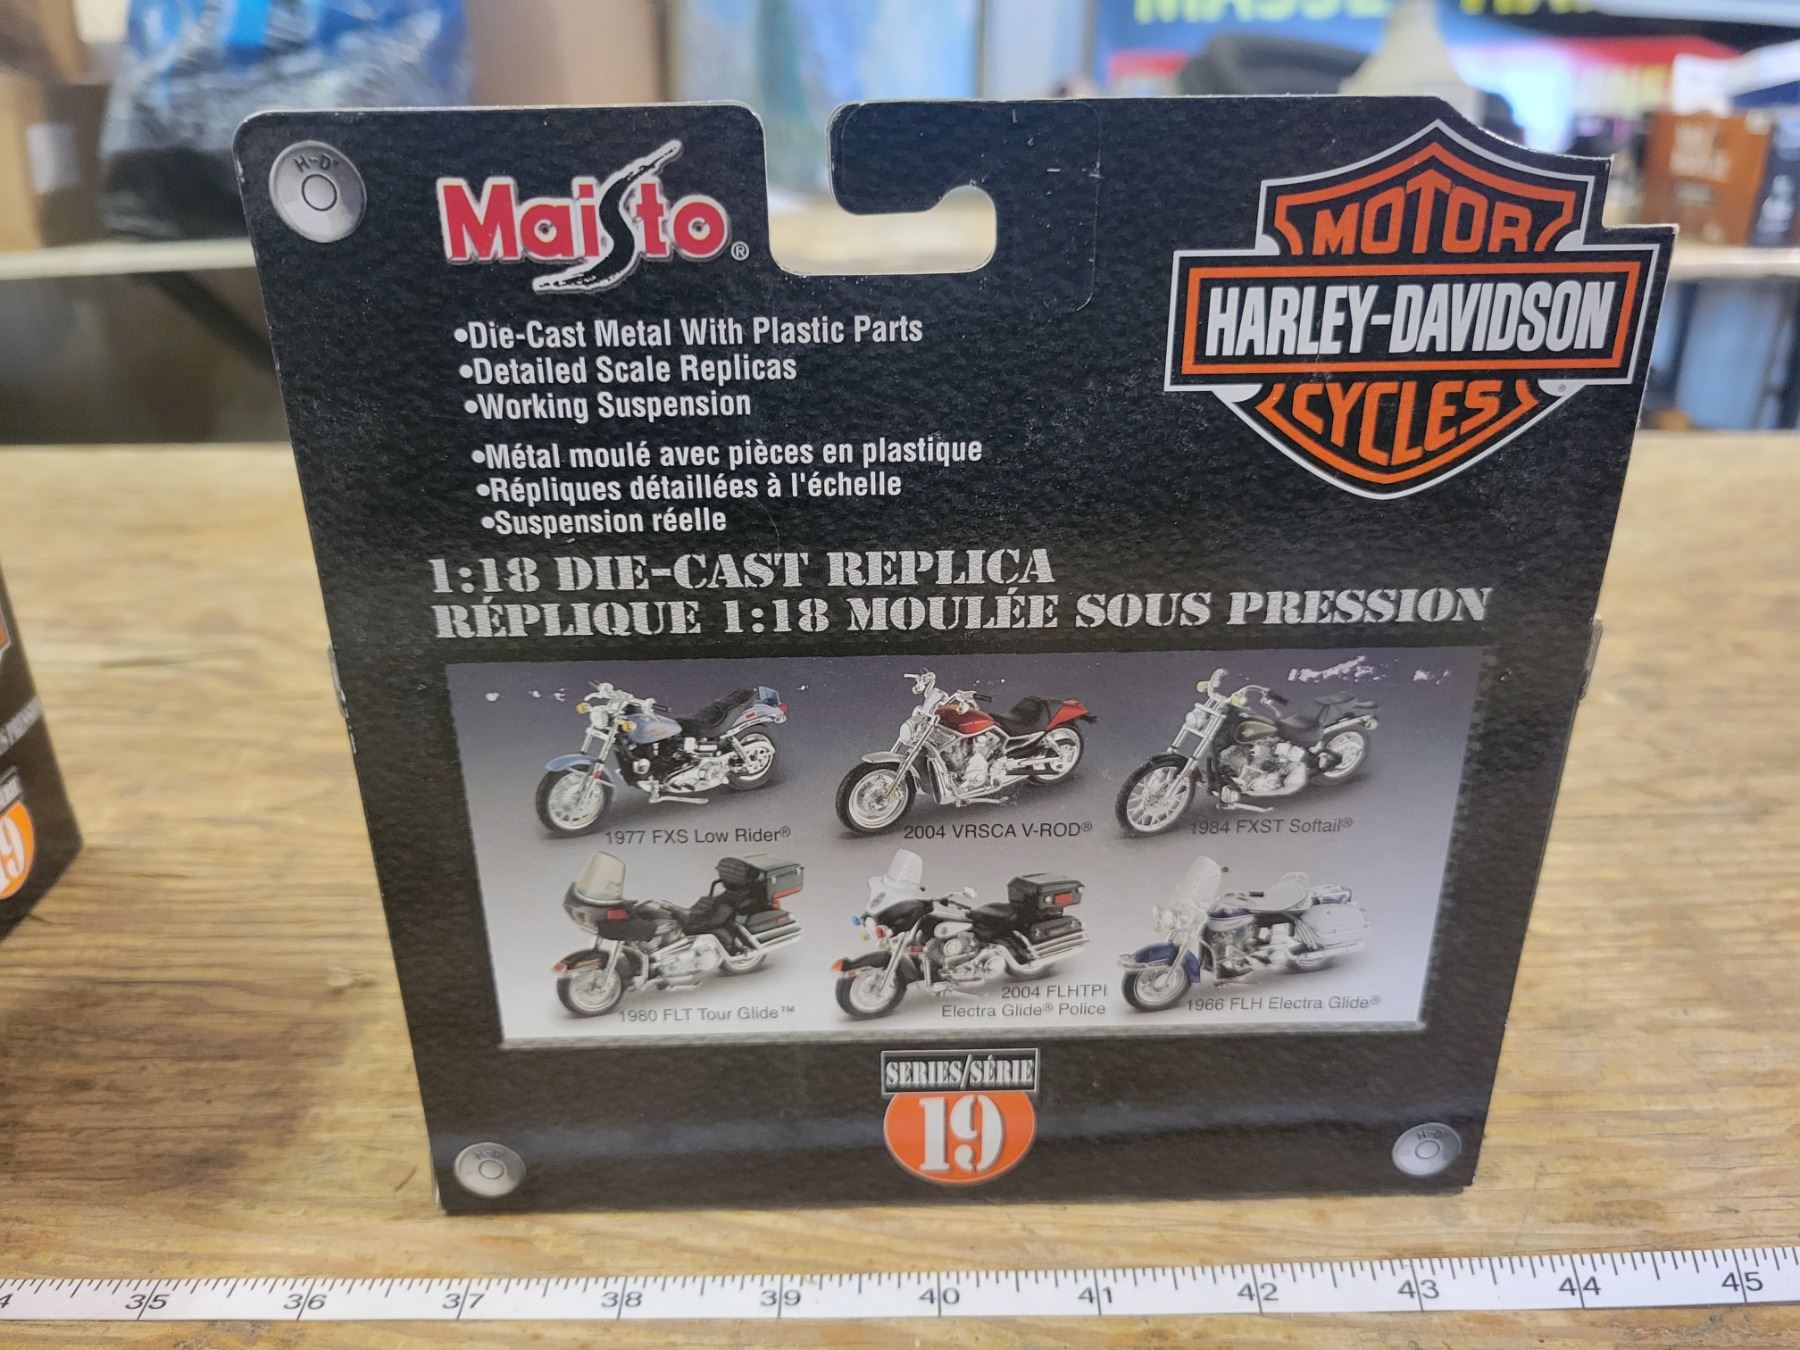 H-D
Maisto®
MOTOR
HARLEY-DAVIDSON
CYCLES
•Die-Cast Metal With Plastic Parts
•Detailed Scale Replicas
•Working Suspension
•Métal moulé avec pièces en plastique
•Répliques détaillées à l'échelle
•Suspension réelle
1:18 DIE-CAST REPLICA
RÉPLIQUE 1:18 MOULÉE SOUS PRESSION
1977 FXS Low Rider®
2004 VRSCA V-ROD®
1984 FXST Softail®
1980 FLT Tour Glide™
2004 FLHTPI
Electra Glide® Police
1966 FLH Electra Glide®
SERIES/SÉRIE
19
H-D
H-D
35 36 37 38 39 40 41 42 43 44 45